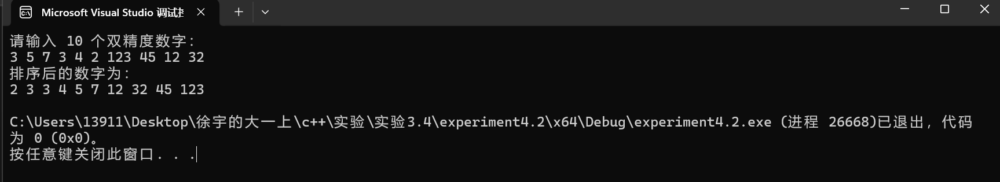 Microsoft Visual Studio 调试控
请输入 10 个双精度数字:
3 5 7 3 4 2 123 45 12 32
排序后的数字为:
2 3 3 4 5 7 12 32 45 123
C:\Users\13911\Desktop\徐宇的大一上\c++\实验\实验3.4\experiment4.2\x64\Debug\experiment4.2.exe (进程 26668)已退出，代码
为 0 (0x0)。
按任意键关闭此窗口. . .